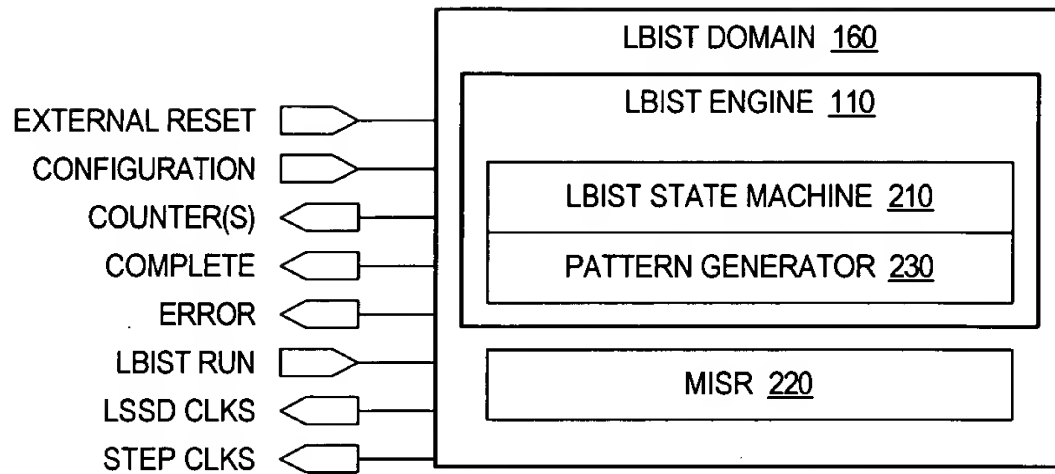 LBIST DOMAIN 160
LBIST ENGINE 110
EXTERNAL RESET
CONFIGURATION
LBIST STATE MACHINE 210
COUNTER(S)
COMPLETE
PATTERN GENERATOR 230
ERROR
LBIST RUN
MISR 220
LSSD CLKS
STEP CLKS